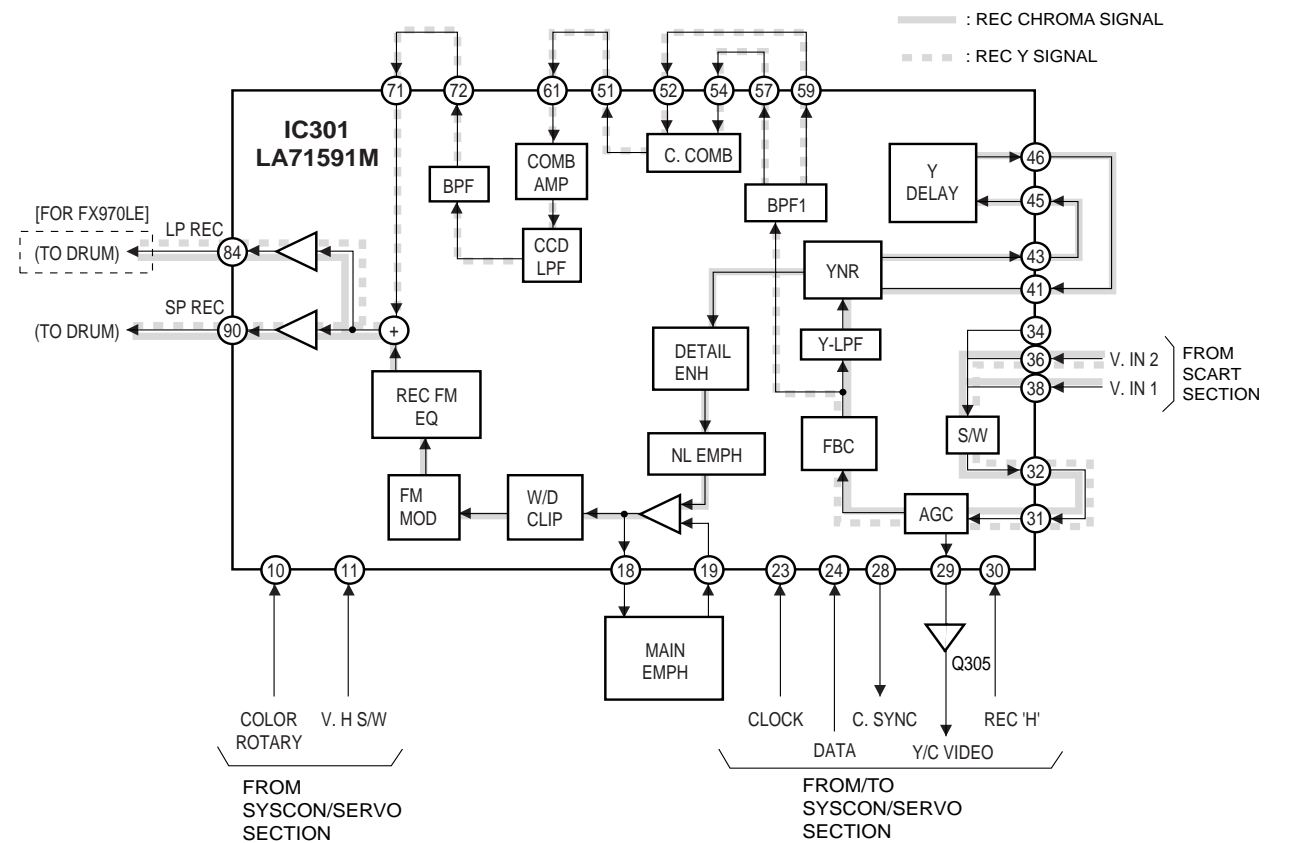 : REC CHROMA SIGNAL
: REC Y SIGNAL
71
72
61
51
52
54
57
59
IC301
LA71591M
BPF
COMB
AMP
C. COMB
Y
DELAY
46
45
BPF1
CCD
LPF
[FOR FX970LE]
LP REC
(TO DRUM)
84
SP REC
(TO DRUM)
90
+
YNR
43
41
34
36
38
V. IN 2
V. IN 1
FROM
SCART
SECTION
DETAIL
ENH
Y-LPF
REC FM
EQ
NL EMPH
FBC
S/W
32
31
FM
MOD
W/D
CLIP
AGC
10
11
18
19
23
24
28
29
30
MAIN
EMPH
Q305
COLOR
ROTARY
V. H S/W
CLOCK
DATA
C. SYNC
Y/C VIDEO
REC 'H'
FROM
SYSCON/SERVO
SECTION
FROM/TO
SYSCON/SERVO
SECTION